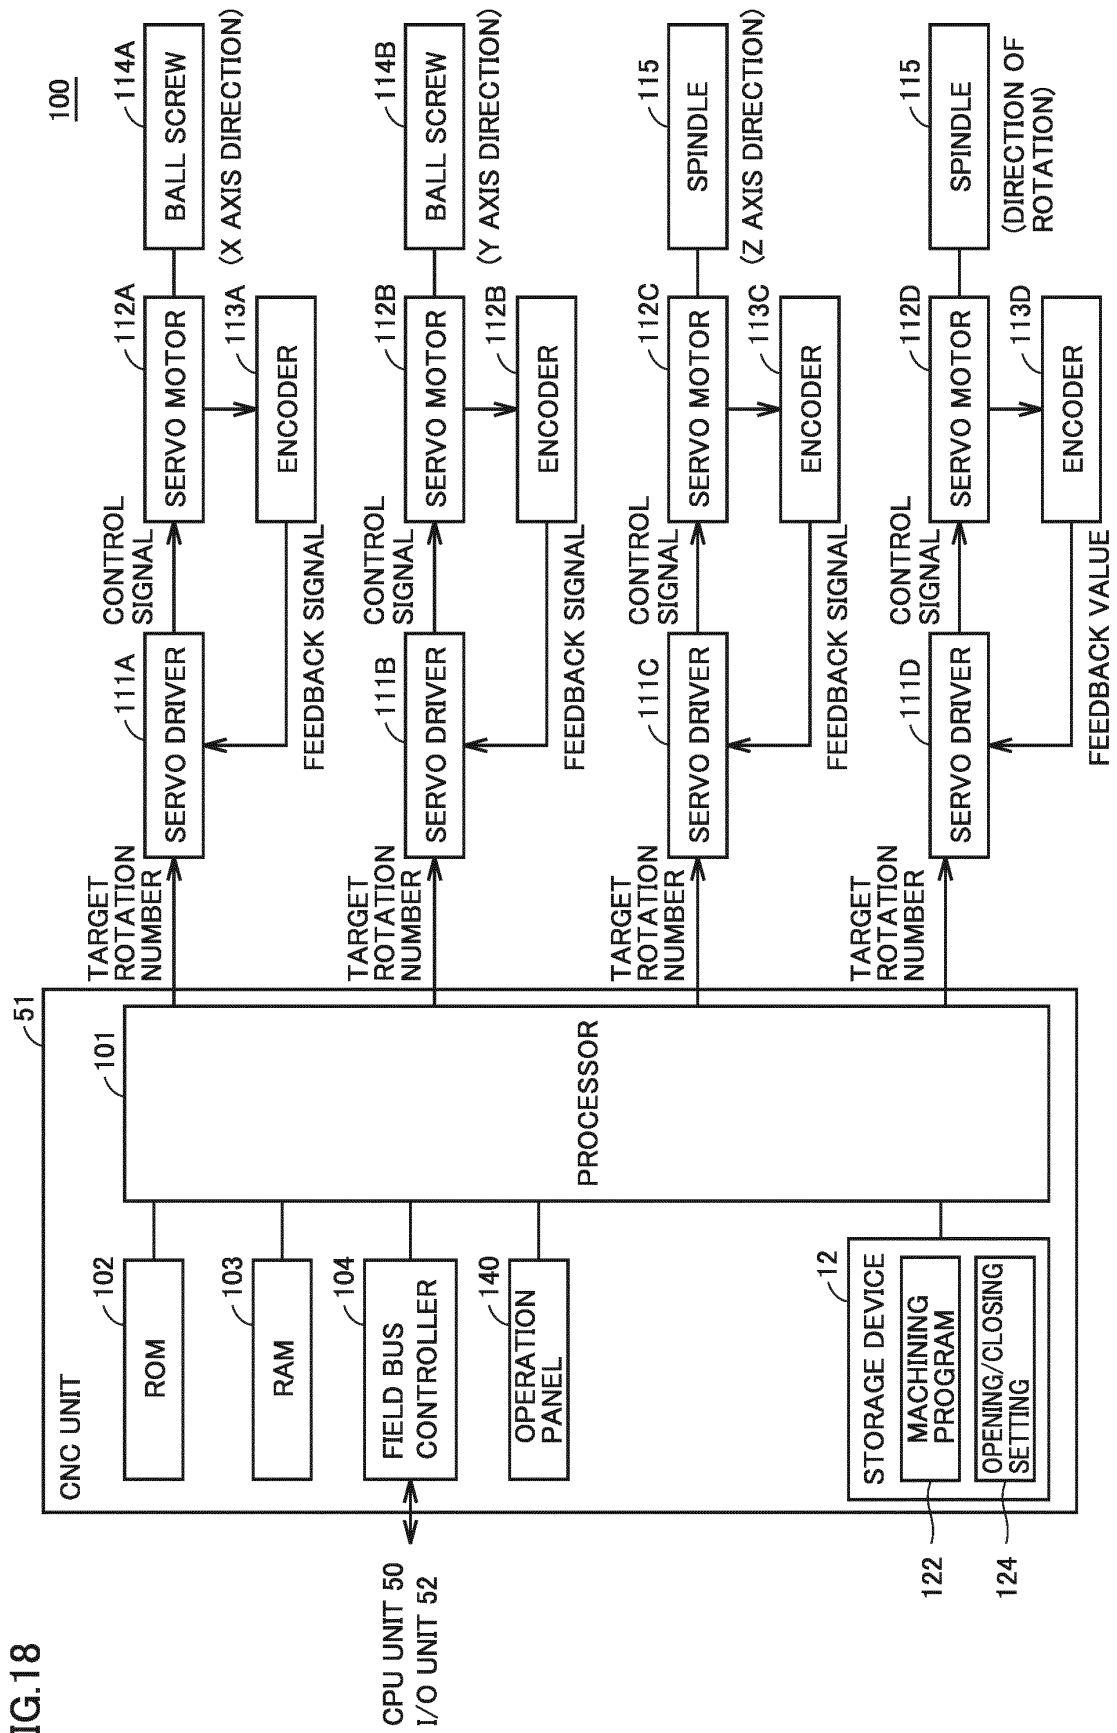 IG.18
100
51
CNC UNIT
102
ROM
103
RAM
104
FIELD BUS
CONTROLLER
CPU UNIT 50
I/O UNIT 52
140
OPERATION
PANEL
12
STORAGE DEVICE
MACHINING
PROGRAM
122
OPENING/CLOSING
SETTING
124
101
PROCESSOR
TARGET
ROTATION
NUMBER
111A
SERVO DRIVER
CONTROL
SIGNAL
112A
SERVO MOTOR
113A
ENCODER
FEEDBACK SIGNAL
114A
BALL SCREW
(X AXIS DIRECTION)
TARGET
ROTATION
NUMBER
111B
SERVO DRIVER
CONTROL
SIGNAL
112B
SERVO MOTOR
112B
ENCODER
FEEDBACK SIGNAL
114B
BALL SCREW
(Y AXIS DIRECTION)
TARGET
ROTATION
NUMBER
111C
SERVO DRIVER
CONTROL
SIGNAL
112C
SERVO MOTOR
113C
ENCODER
FEEDBACK SIGNAL
115
SPINDLE
(Z AXIS DIRECTION)
TARGET
ROTATION
NUMBER
111D
SERVO DRIVER
CONTROL
SIGNAL
112D
SERVO MOTOR
113D
ENCODER
FEEDBACK VALUE
115
SPINDLE
(DIRECTION OF
ROTATION)